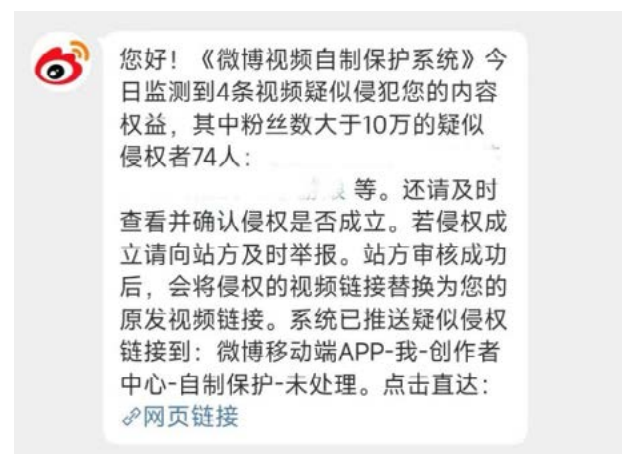 您好！《微博视频自制保护系统》今
日监测到4条视频疑似侵犯您的内容
权益，其中粉丝数大于10万的疑似
侵权者74人：
等。还请及时
查看并确认侵权是否成立。若侵权成
立请向站方及时举报。站方审核成功
后，会将侵权的视频链接替换为您的
原发视频链接。系统已推送疑似侵权
链接到：微博移动端APP-我-创作者
中心-自制保护-未处理。点击直达：
网页链接